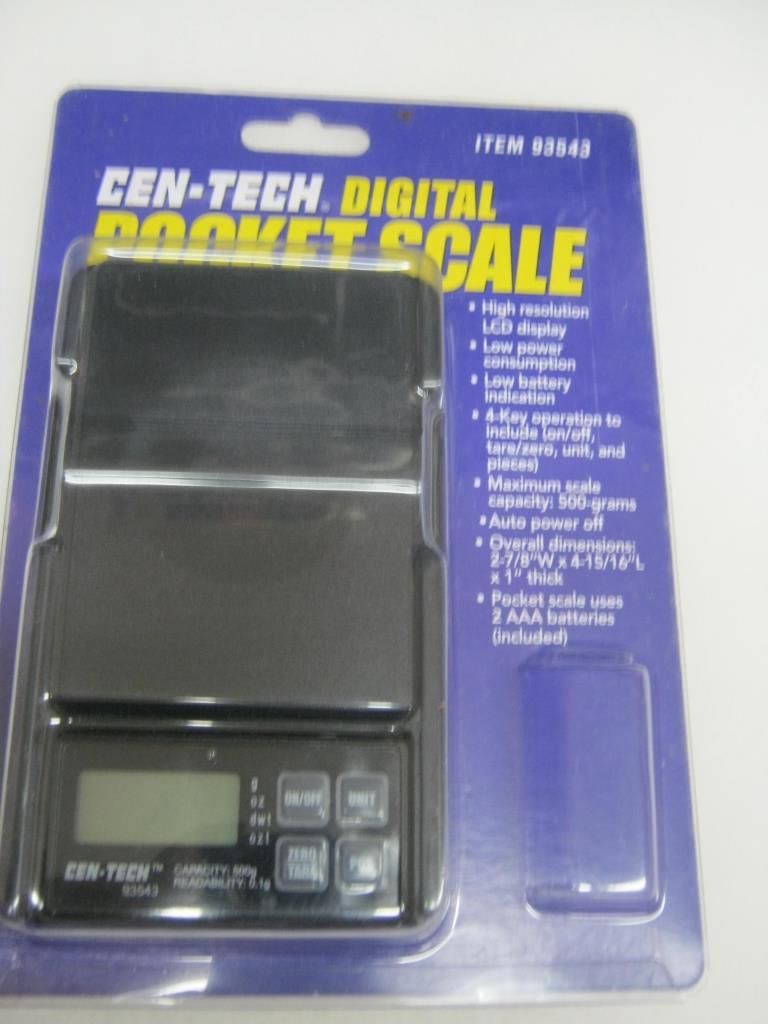 ITEM 93543
CEN-TECH DIGITAL
POCKET SCALE
• High resolution
LCD display
• Low power
consumption
• Low battery
indication
• 4-Key operation to
include (on/off,
tare/zero, unit, and
pieces)
• Maximum scale
capacity: 500-grams
• Auto power off
• Overall dimensions:
2-7/8"W x 4-15/16"L
x 1" thick
• Pocket scale uses
2 AAA batteries
(included)
g
oz
dwt
ozt
ON/OFF
UNIT
ZERO
TARE
CEN-TECH™
93543
CAPACITY: 500g
READABILITY: 0.1g